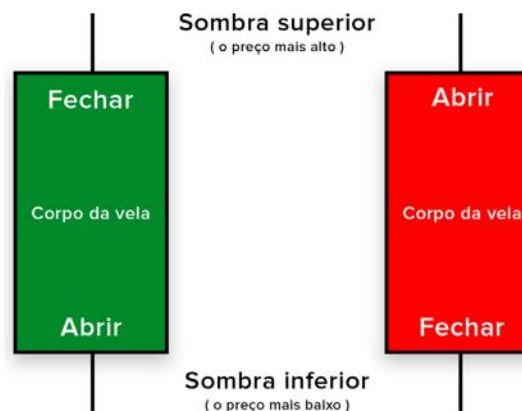 Sombra superior
( o preço mais alto )
Fechar
Abrir
Corpo da vela
Corpo da vela
Abrir
Fechar
Sombra inferior
( o preço mais baixo )